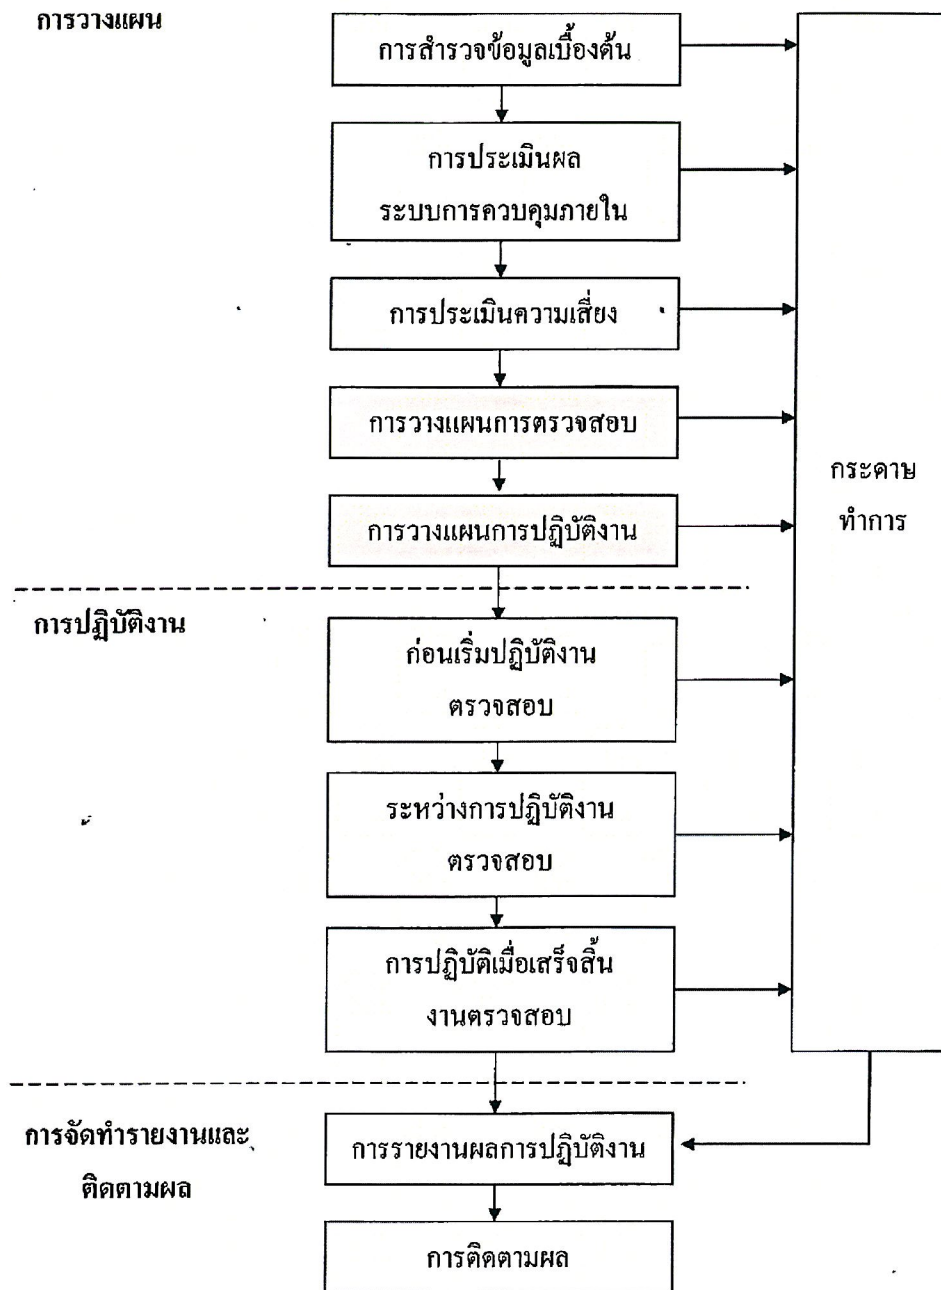 การวางแผน
การสำรวจข้อมูลเบื้องต้น
การประเมินผล
ระบบการควบคุมภายใน
การประเมินความเสี่ยง
การวางแผนการตรวจสอบ
การวางแผนการปฏิบัติงาน
กระดาษ
ทำการ
การปฏิบัติงาน
ก่อนเริ่มปฏิบัติงาน
ตรวจสอบ
ระหว่างการปฏิบัติงาน
ตรวจสอบ
การปฏิบัติเมื่อเสร็จสิ้น
งานตรวจสอบ
การจัดทำรายงานและ
ติดตามผล
การรายงานผลการปฏิบัติงาน
การติดตามผล